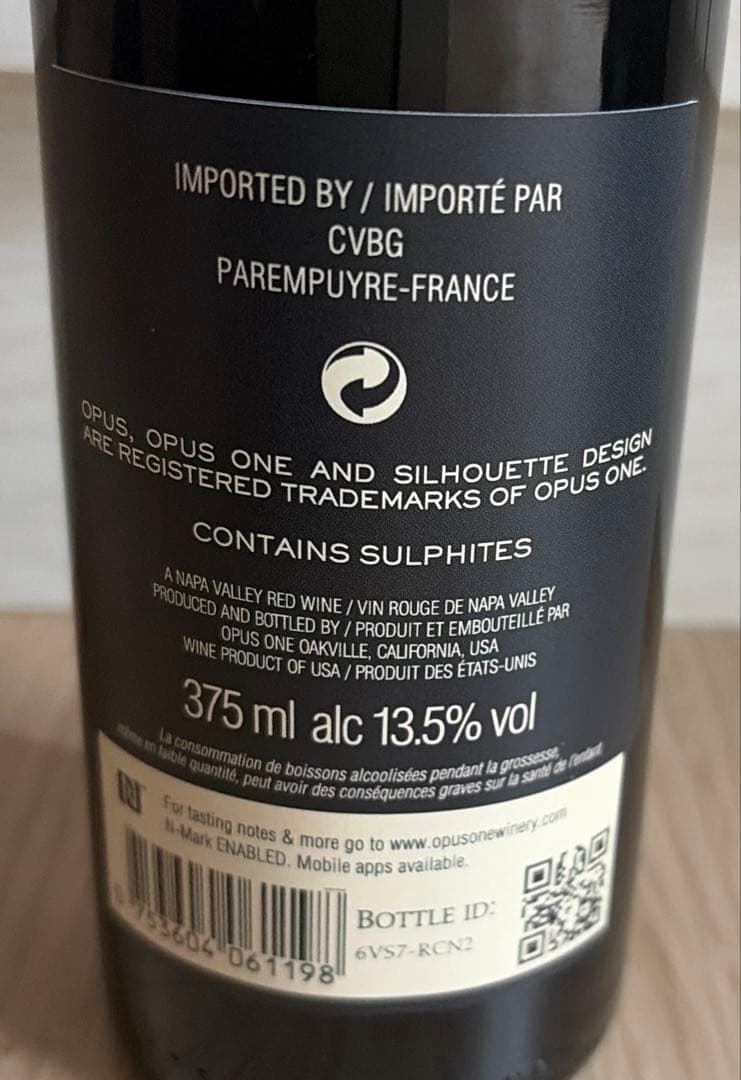 IMPORTED BY / IMPORTÉ PAR
CVBG
PAREMPUYRE-FRANCE
OPUS, OPUS ONE AND SILHOUETTE DESIGN
ARE REGISTERED TRADEMARKS OF OPUS ONE.
CONTAINS SULPHITES
A NAPA VALLEY RED WINE / VIN ROUGE DE NAPA VALLEY
PRODUCED AND BOTTLED BY / PRODUIT ET EMBOUTEILLÉ PAR
OPUS ONE OAKVILLE, CALIFORNIA, USA
WINE PRODUCT OF USA / PRODUIT DES ÉTATS-UNIS
375 ml alc 13.5% vol
La consommation de boissons alcoolisées pendant la grossesse,
même en faible quantité, peut avoir des conséquences graves sur la santé de l'enfant.
N
For tasting notes & more go to www.opusonewinery.com
N-Mark ENABLED. Mobile apps available.
BOTTLE ID:
6VS7-RCN2
0 753604 061198